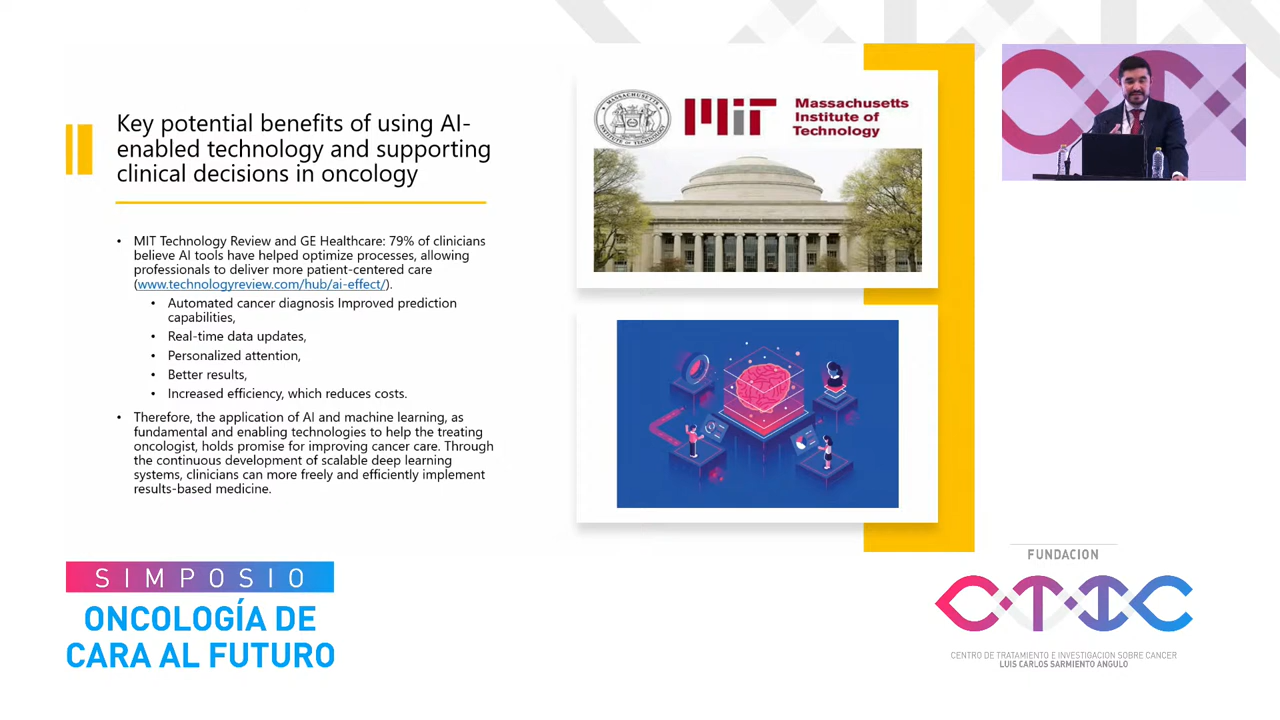 Key potential benefits of using AI-
enabled technology and supporting
clinical decisions in oncology
• MIT Technology Review and GE Healthcare: 79% of clinicians
believe AI tools have helped optimize processes, allowing
professionals to deliver more patient-centered care
(www.technologyreview.com/hub/ai-effect/).
• Automated cancer diagnosis Improved prediction
capabilities,
• Real-time data updates,
• Personalized attention,
• Better results,
• Increased efficiency, which reduces costs.
• Therefore, the application of AI and machine learning, as
fundamental and enabling technologies to help the treating
oncologist, holds promise for improving cancer care. Through
the continuous development of scalable deep learning
systems, clinicians can more freely and efficiently implement
results-based medicine.
MIT
Massachusetts
Institute of
Technology
SIMPOSIO
ONCOLOGÍA DE
CARA AL FUTURO
FUNDACION
CTIC
CENTRO DE TRATAMIENTO E INVESTIGACION SOBRE CANCER
LUIS CARLOS SARMIENTO ANGULO